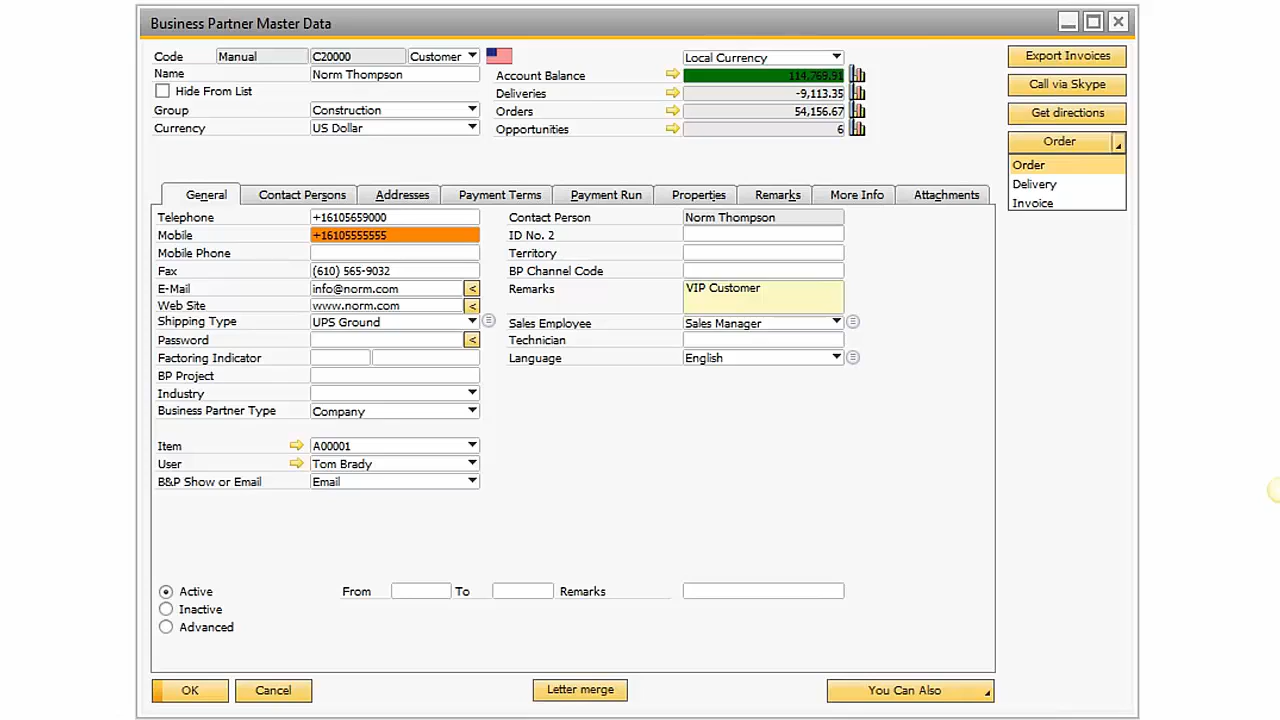 Business Partner Master Data
Code Manual C20000 Customer Local Currency Export Invoices
Name Norm Thompson Account Balance 114,769.91
Hide From List Deliveries -9,113.35 Call via Skype
Group Construction Orders 54,156.67 Get directions
Currency US Dollar Opportunities 6
Order
Order
Delivery
Invoice
General Contact Persons Addresses Payment Terms Payment Run Properties Remarks More Info Attachments
Telephone +16105659000 Contact Person Norm Thompson
Mobile +16105555555 ID No. 2
Mobile Phone Territory
Fax (610) 565-9032 BP Channel Code
E-Mail info@norm.com < Remarks VIP Customer
Web Site www.norm.com <
Shipping Type UPS Ground Sales Employee Sales Manager
Password < Technician
Factoring Indicator Language English
BP Project
Industry
Business Partner Type Company
Item A00001
User Tom Brady
B&P Show or Email Email
Active From To Remarks
Inactive
Advanced
OK Cancel Letter merge You Can Also